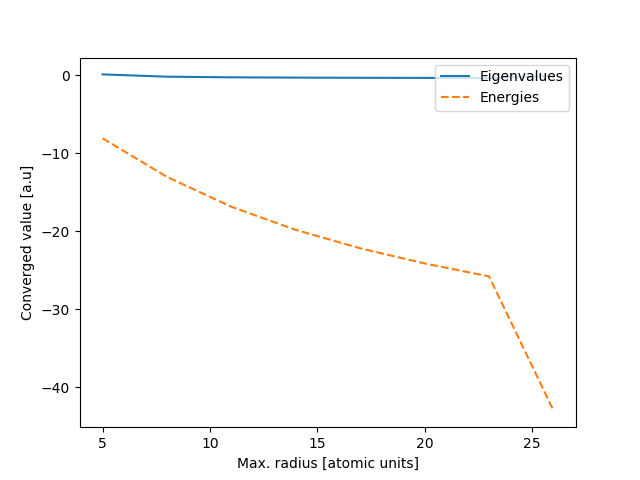 Eigenvalues
Energies
0
−10
−20
−30
−40
Converged value [a.u]
5
10
15
20
25
Max. radius [atomic units]